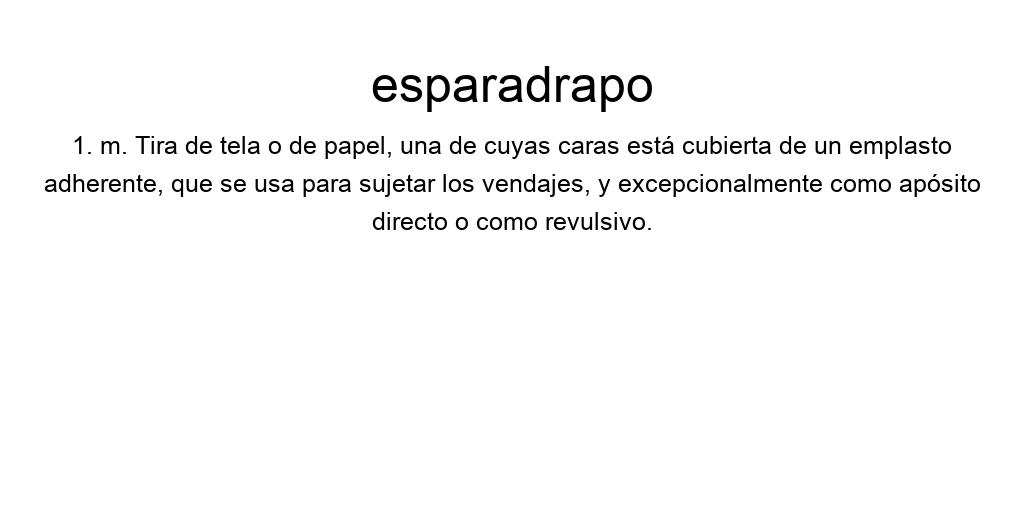 esparadrapo
1. m. Tira de tela o de papel, una de cuyas caras está cubierta de un emplasto
adherente, que se usa para sujetar los vendajes, y excepcionalmente como apósito
directo o como revulsivo.